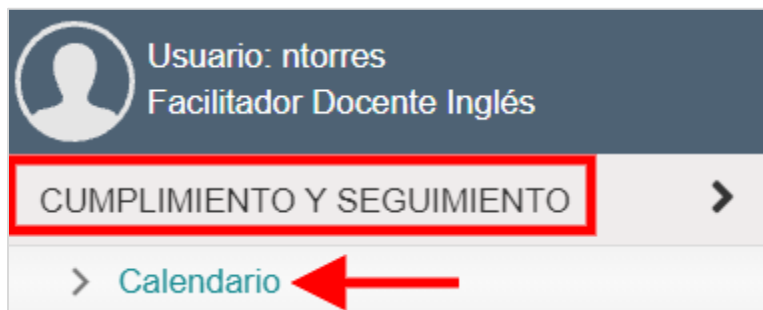 Usuario: ntorres
Facilitador Docente Inglés
CUMPLIMIENTO Y SEGUIMIENTO
Calendario